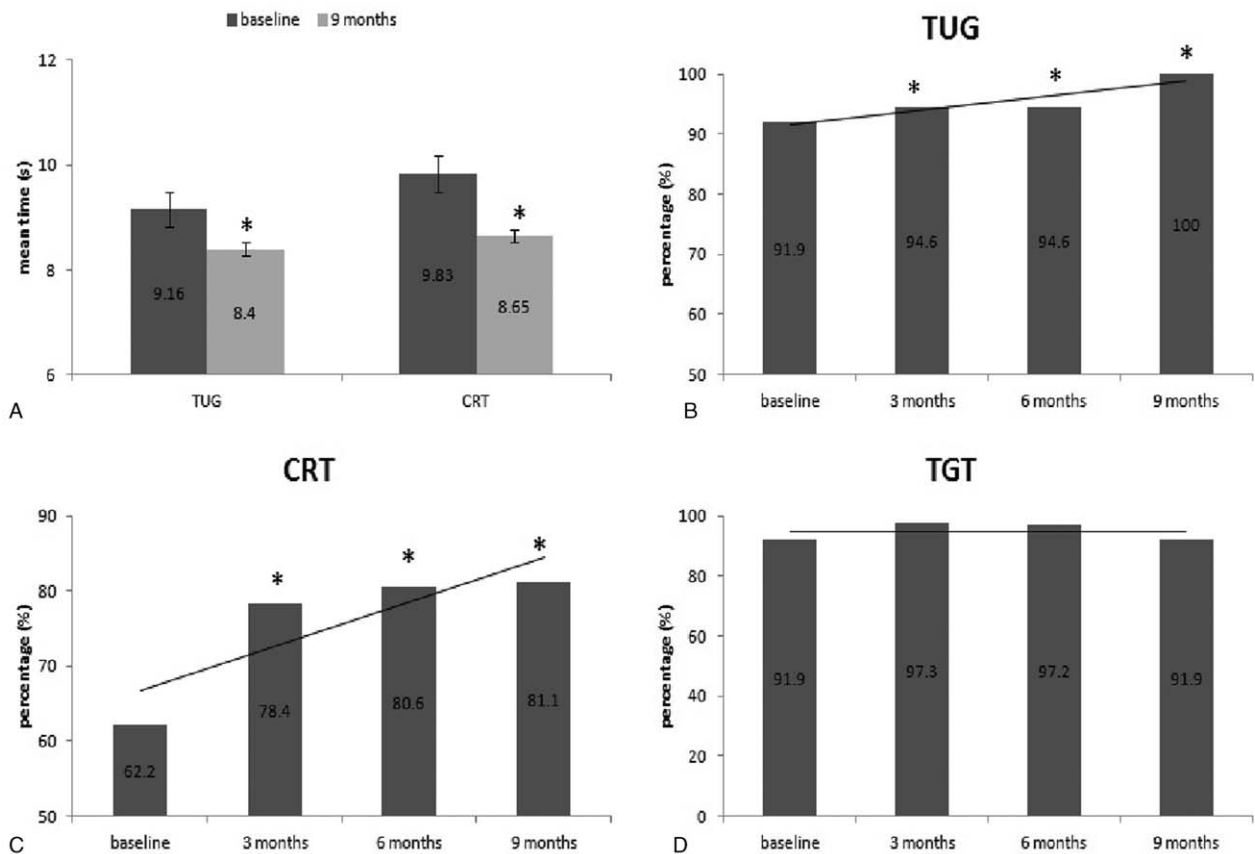 baseline 9 months
12
10
8
6
mean time (s)
9.16
8.4
9.83
8.65
*
*
TUG CRT
A
TUG
100
90
80
70
60
50
percentage (%)
*
*
*
91.9
94.6
94.6
100
baseline 3 months 6 months 9 months
B
CRT
90
80
70
60
50
percentage (%)
*
*
*
62.2
78.4
80.6
81.1
baseline 3 months 6 months 9 months
C
TGT
100
80
60
40
20
0
percentage (%)
91.9
97.3
97.2
91.9
baseline 3 months 6 months 9 months
D